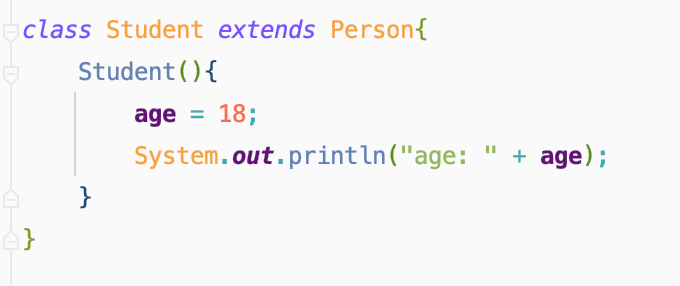 class Student extends Person{
    Student(){
        age = 18;
        System.out.println("age: " + age);
    }
}